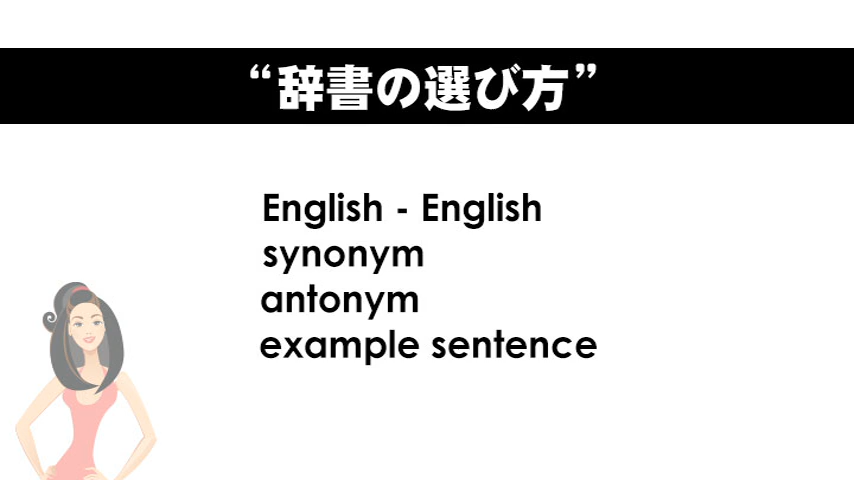 “辞書の選び方”
English - English
synonym
antonym
example sentence